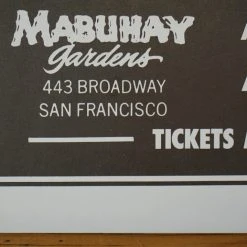 MABUHAY
gardens
443 BROADWAY
SAN FRANCISCO
TICKETS